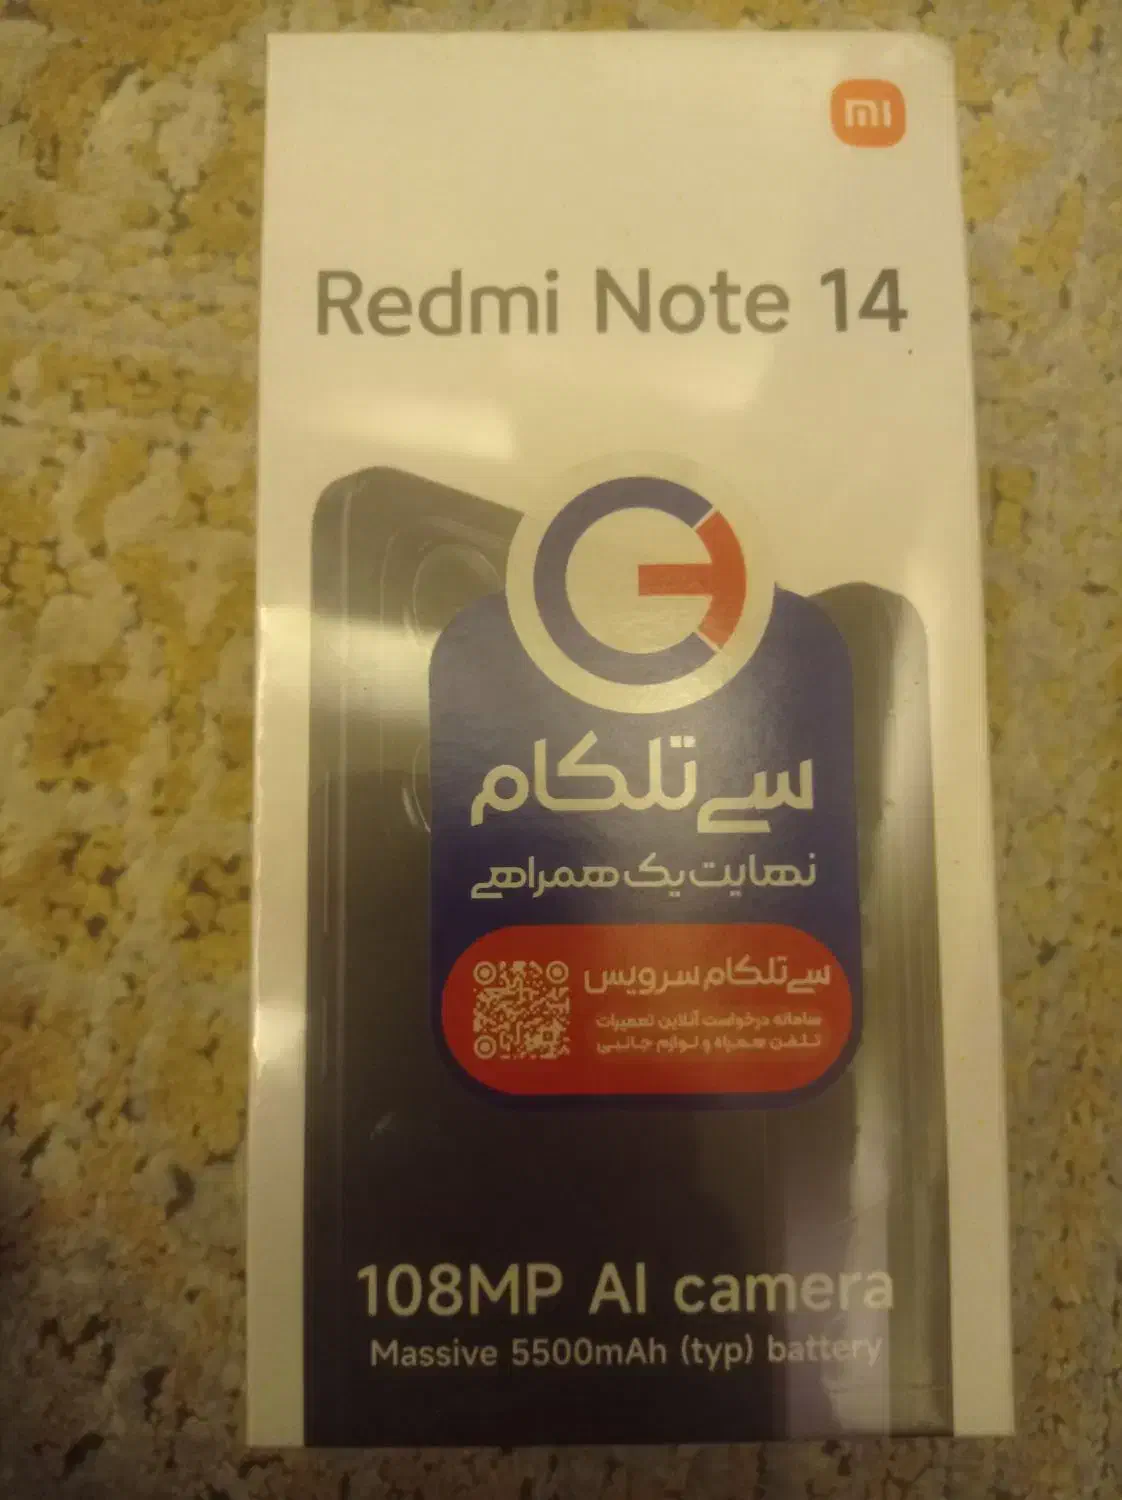 mi
Redmi Note 14
سی تلکام
نهایت یک همراهی
سی تلکام سرویس
سامانه درخواست آنلاین تعمیرات
تلفن همراه و لوازم جانبی
108MP AI camera
Massive 5500mAh (typ) battery